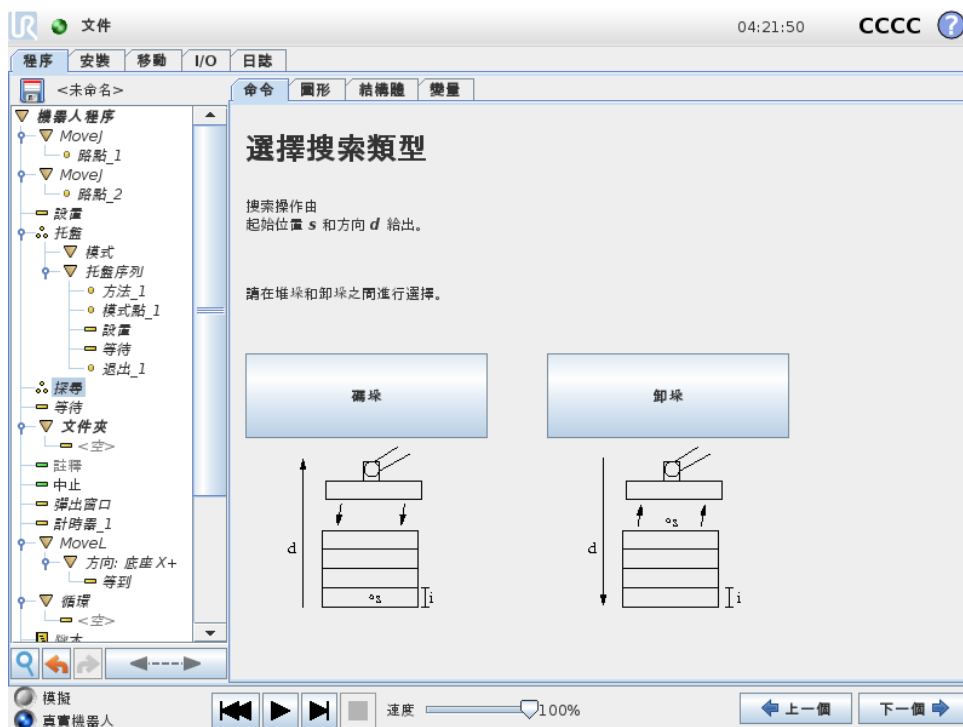 UR 文件 04:21:50 CCCC ?
程序 安裝 移動 I/O 日誌
<未命名>
命令 圖形 結構體 變量
機器人程序
MoveJ
路點_1
MoveJ
路點_2
設置
托盤
模式
托盤序列
方法_1
模式點_1
設置
等待
退出_1
探尋
等待
文件夾
<空>
註釋
中止
彈出窗口
計時器_1
MoveL
方向: 底座 X+
等到
循環
<空>
選擇搜索類型
搜索操作由
起始位置 s 和方向 d 給出。
請在堆垛和卸垛之間進行選擇。
碼垛
卸垛
d
s
i
d
s
i
模擬
真實機器人
速度 100%
上一個
下一個